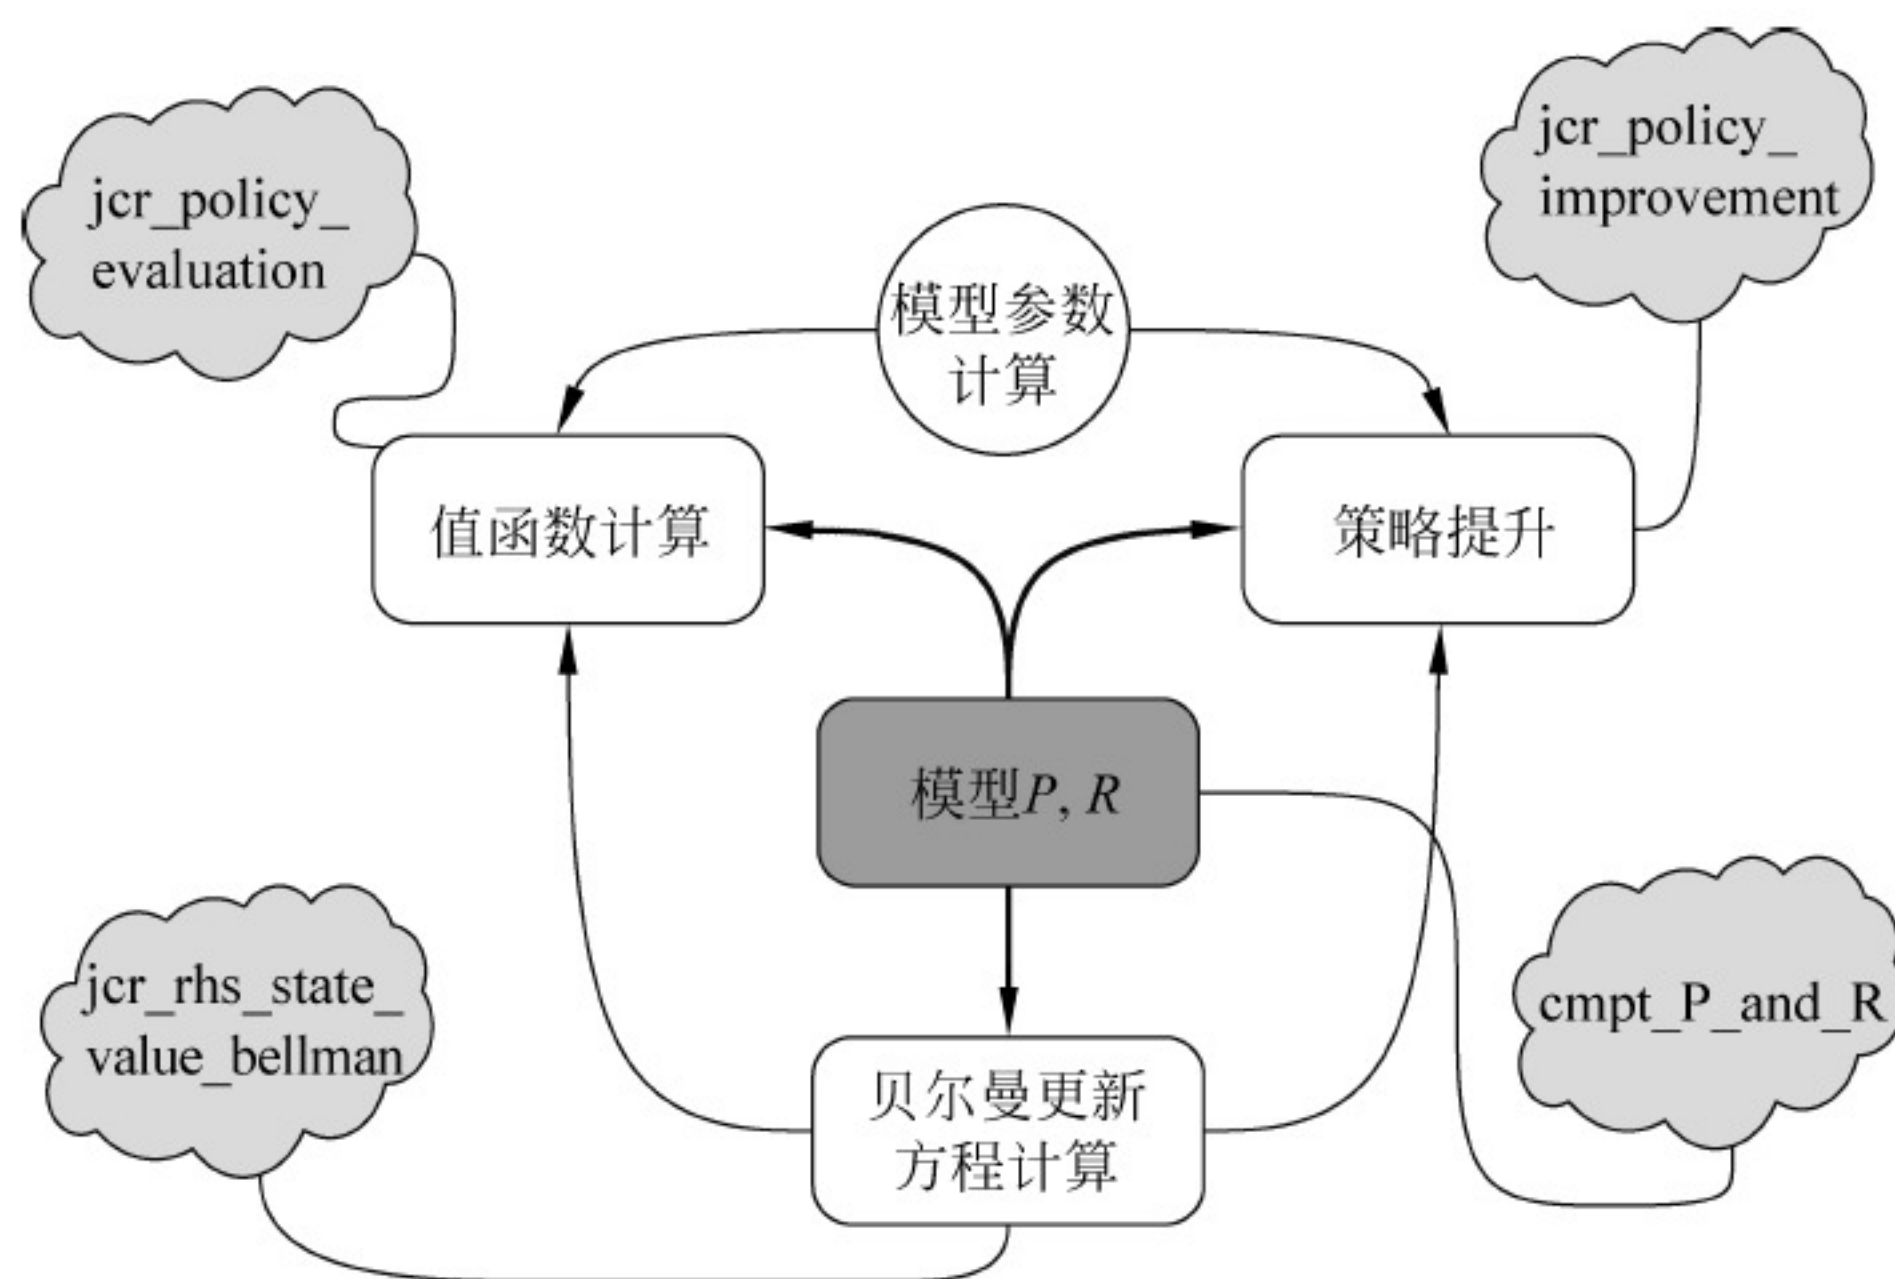 jcr_policy_
evaluation
jcr_policy_
improvement
模型参数
计算
值函数计算
策略提升
模型P, R
jcr_rhs_state_
value_bellman
cmpt_P_and_R
贝尔曼更新
方程计算